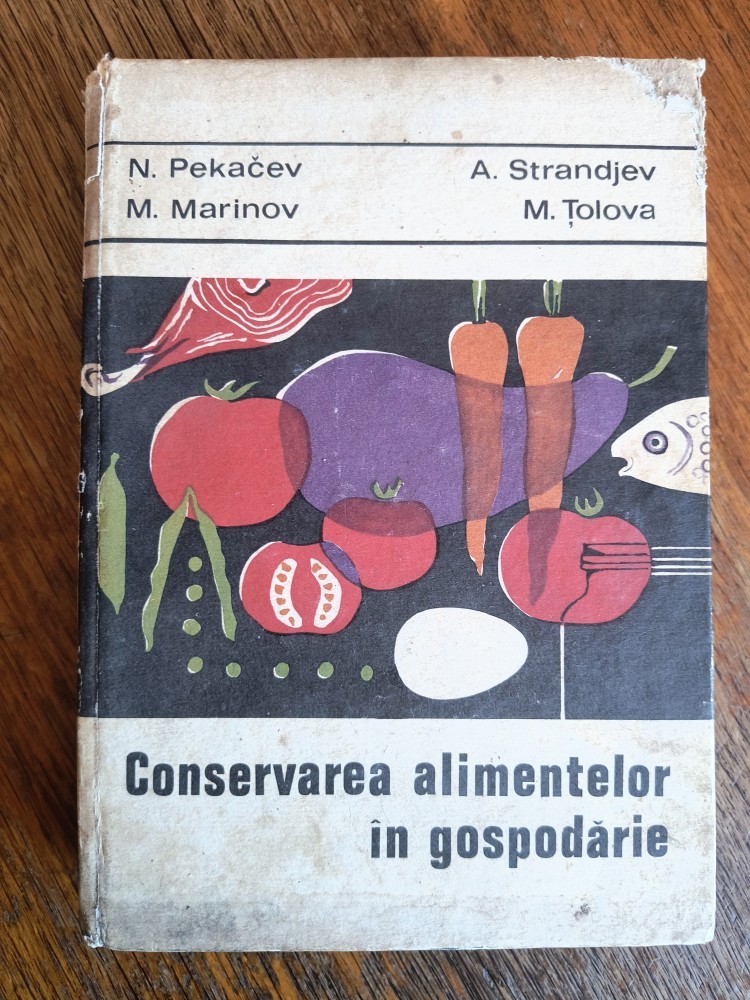 N. Pekačev A. Strandjev
M. Marinov M. Țolova
Conservarea alimentelor
în gospodărie